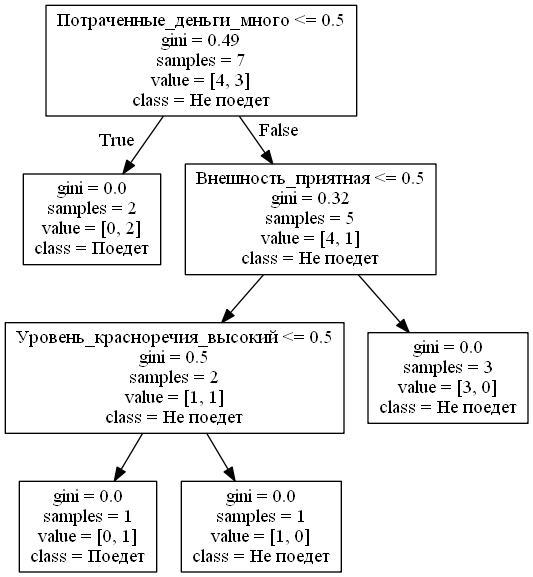 Потраченные_деньги_много <= 0.5
gini = 0.49
samples = 7
value = [4, 3]
class = Не поедет
True
False
gini = 0.0
samples = 2
value = [0, 2]
class = Поедет
Внешность_приятная <= 0.5
gini = 0.32
samples = 5
value = [4, 1]
class = Не поедет
Уровень_красноречия_высокий <= 0.5
gini = 0.5
samples = 2
value = [1, 1]
class = Не поедет
gini = 0.0
samples = 3
value = [3, 0]
class = Не поедет
gini = 0.0
samples = 1
value = [0, 1]
class = Поедет
gini = 0.0
samples = 1
value = [1, 0]
class = Не поедет